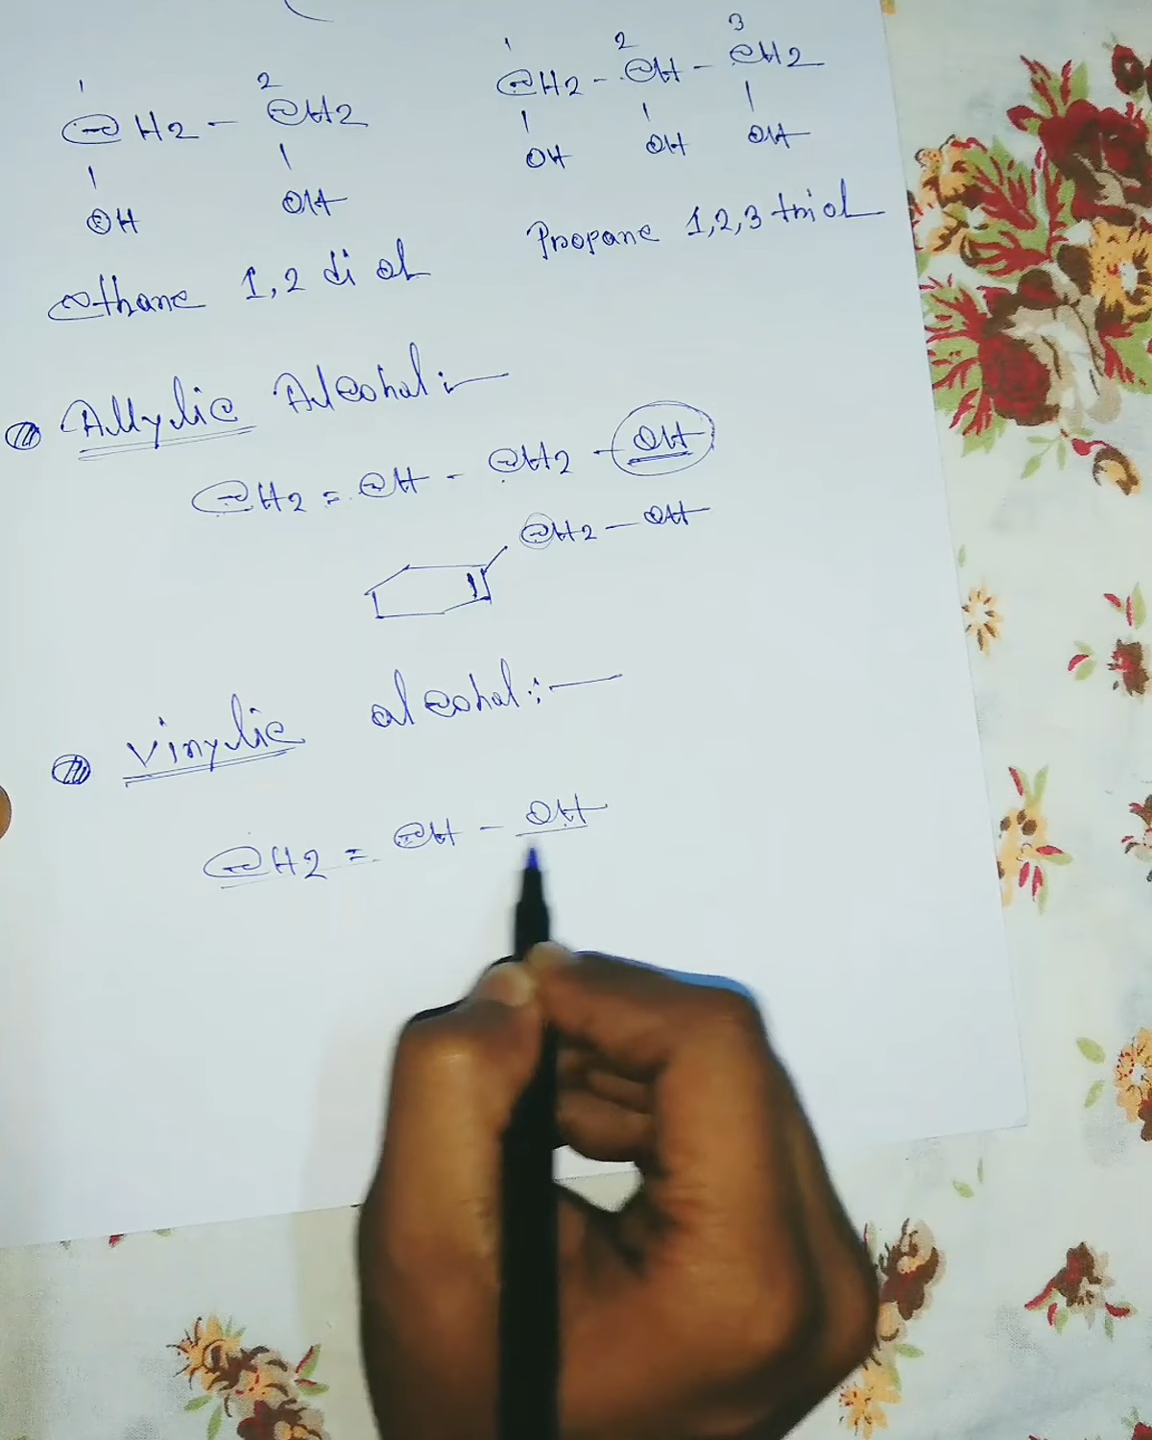 1 2
CH2 - CH2
OH OH
ethane 1,2 di ol
1 2 3
CH2 - CH - CH2
OH OH OH
Propane 1,2,3 triol
Allylic Alcohol :-
CH2 = CH - CH2 - OH
CH2 - OH
Vinylic alcohol :-
CH2 = CH - OH